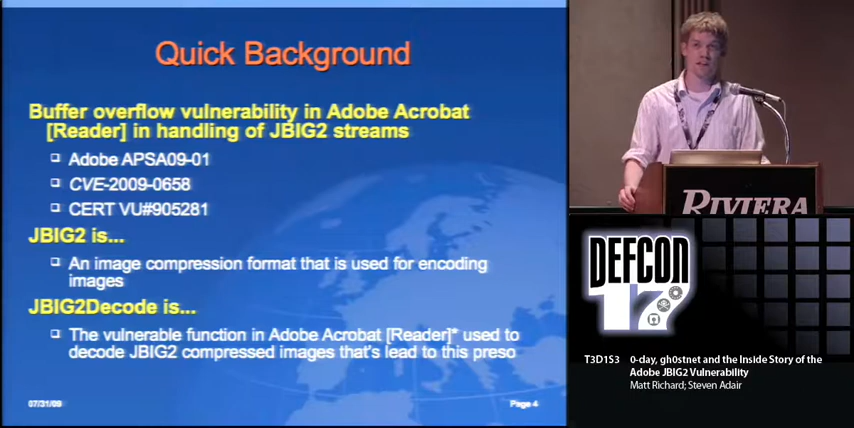 Quick Background
Buffer overflow vulnerability in Adobe Acrobat
[Reader] in handling of JBIG2 streams
Adobe APSA09-01
CVE-2009-0658
CERT VU#905281
JBIG2 is...
An image compression format that is used for encoding
images
JBIG2Decode is...
The vulnerable function in Adobe Acrobat [Reader]* used to
decode JBIG2 compressed images that's lead to this preso
07/31/09
Page 4
RIVIERA
DEFCON
17
T3D1S3 0-day, gh0stnet and the Inside Story of the
Adobe JBIG2 Vulnerability
Matt Richard; Steven Adair